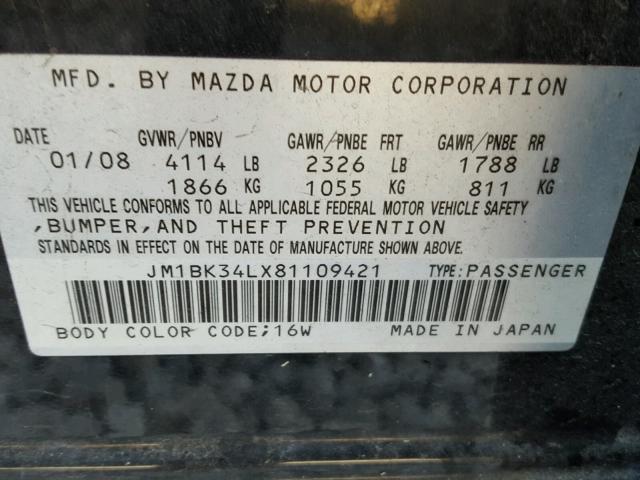 MFD. BY MAZDA MOTOR CORPORATION
DATE GVWR/PNBV GAWR/PNBE FRT GAWR/PNBE RR
01/08 4114 LB 2326 LB 1788 LB
1866 KG 1055 KG 811 KG
THIS VEHICLE CONFORMS TO ALL APPLICABLE FEDERAL MOTOR VEHICLE SAFETY
,BUMPER,AND THEFT PREVENTION
STANDARDS IN EFFECT ON THE DATE OF MANUFACTURE SHOWN ABOVE.
JM1BK34LX81109421 TYPE:PASSENGER
BODY COLOR CODE;16W MADE IN JAPAN